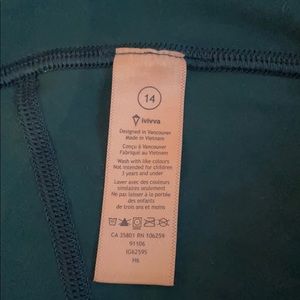 14
ivivva
Designed in Vancouver
Made in Vietnam
Conçu à Vancouver
Fabriqué au Vietnam
Wash with like colours
Not intended for children
3 years and under
Laver avec des couleurs
similaires seulement
Ne pas laisser à la portée
des enfants
de trois ans et moins
CA 35801 RN 106259
91106
IG6259S
H6